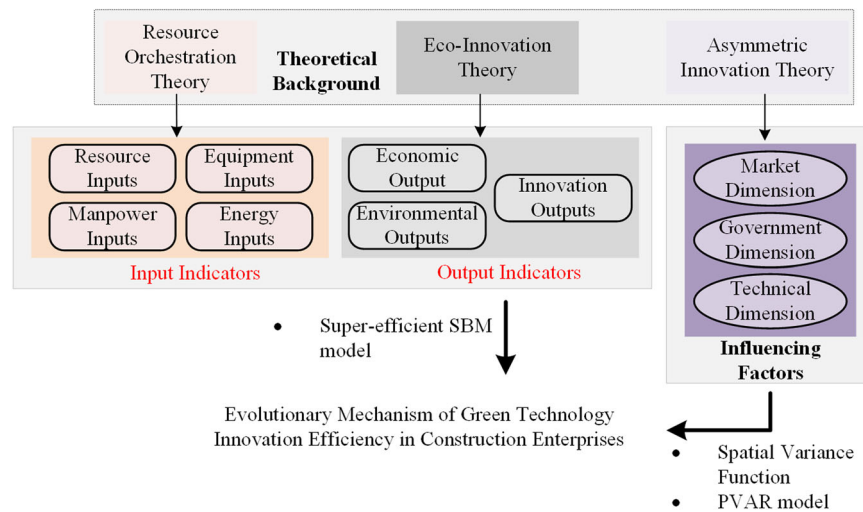 Resource
Orchestration
Theory
Theoretical
Background
Eco-Innovation
Theory
Asymmetric
Innovation Theory
Resource
Inputs
Equipment
Inputs
Manpower
Inputs
Energy
Inputs
Input Indicators
Economic
Output
Environmental
Outputs
Innovation
Outputs
Output Indicators
Market
Dimension
Government
Dimension
Technical
Dimension
Influencing
Factors
• Super-efficient SBM
model
Evolutionary Mechanism of Green Technology
Innovation Efficiency in Construction Enterprises
• Spatial Variance
Function
• PVAR model